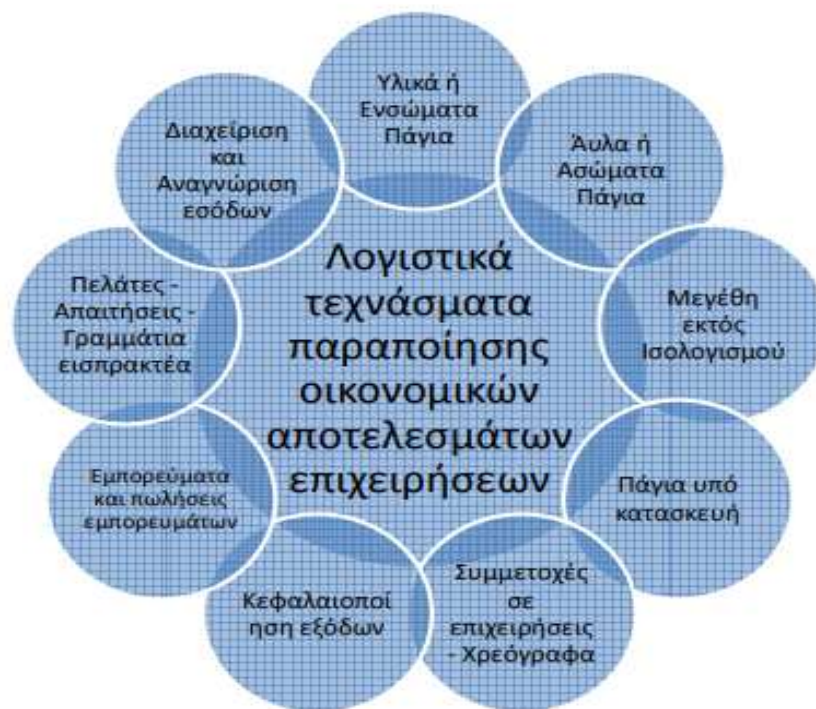 Υλικά ή
Ενσώματα
Πάγια
Άυλα ή
Ασώματα
Πάγια
Μεγέθη
εκτός
Ισολογισμού
Πάγια υπό
κατασκευή
Συμμετοχές
σε
επιχειρήσεις
- Χρεόγραφα
Κεφαλαιοποί
ηση εξόδων
Εμπορεύματα
και πωλήσεις
εμπορευμάτων
Πελάτες -
Απαιτήσεις -
Γραμμάτια
εισπρακτέα
Διαχείριση
και
Αναγνώριση
εσόδων
Λογιστικά
τεχνάσματα
παραποίησης
οικονομικών
αποτελεσμάτων
επιχειρήσεων